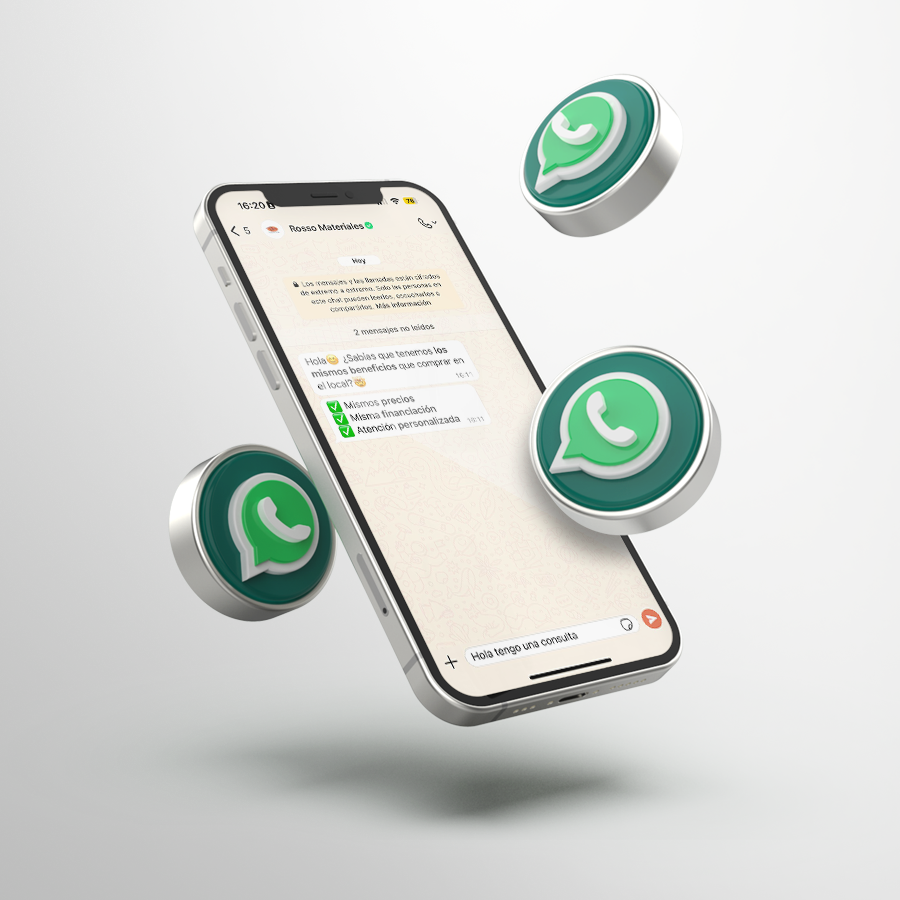 16:20
76
5
Rosso Materiales
Hoy
Los mensajes y las llamadas están cifrados
de extremo a extremo. Solo las personas en
este chat pueden leerlos, escucharlos o
compartirlos. Más información
2 mensajes no leídos
Hola😊 ¿Sabías que tenemos los
mismos beneficios que comprar en
el local?
16:11
✅ Mismos precios
✅ Misma financiación
✅ Atención personalizada
16:11
Hola tengo una consulta